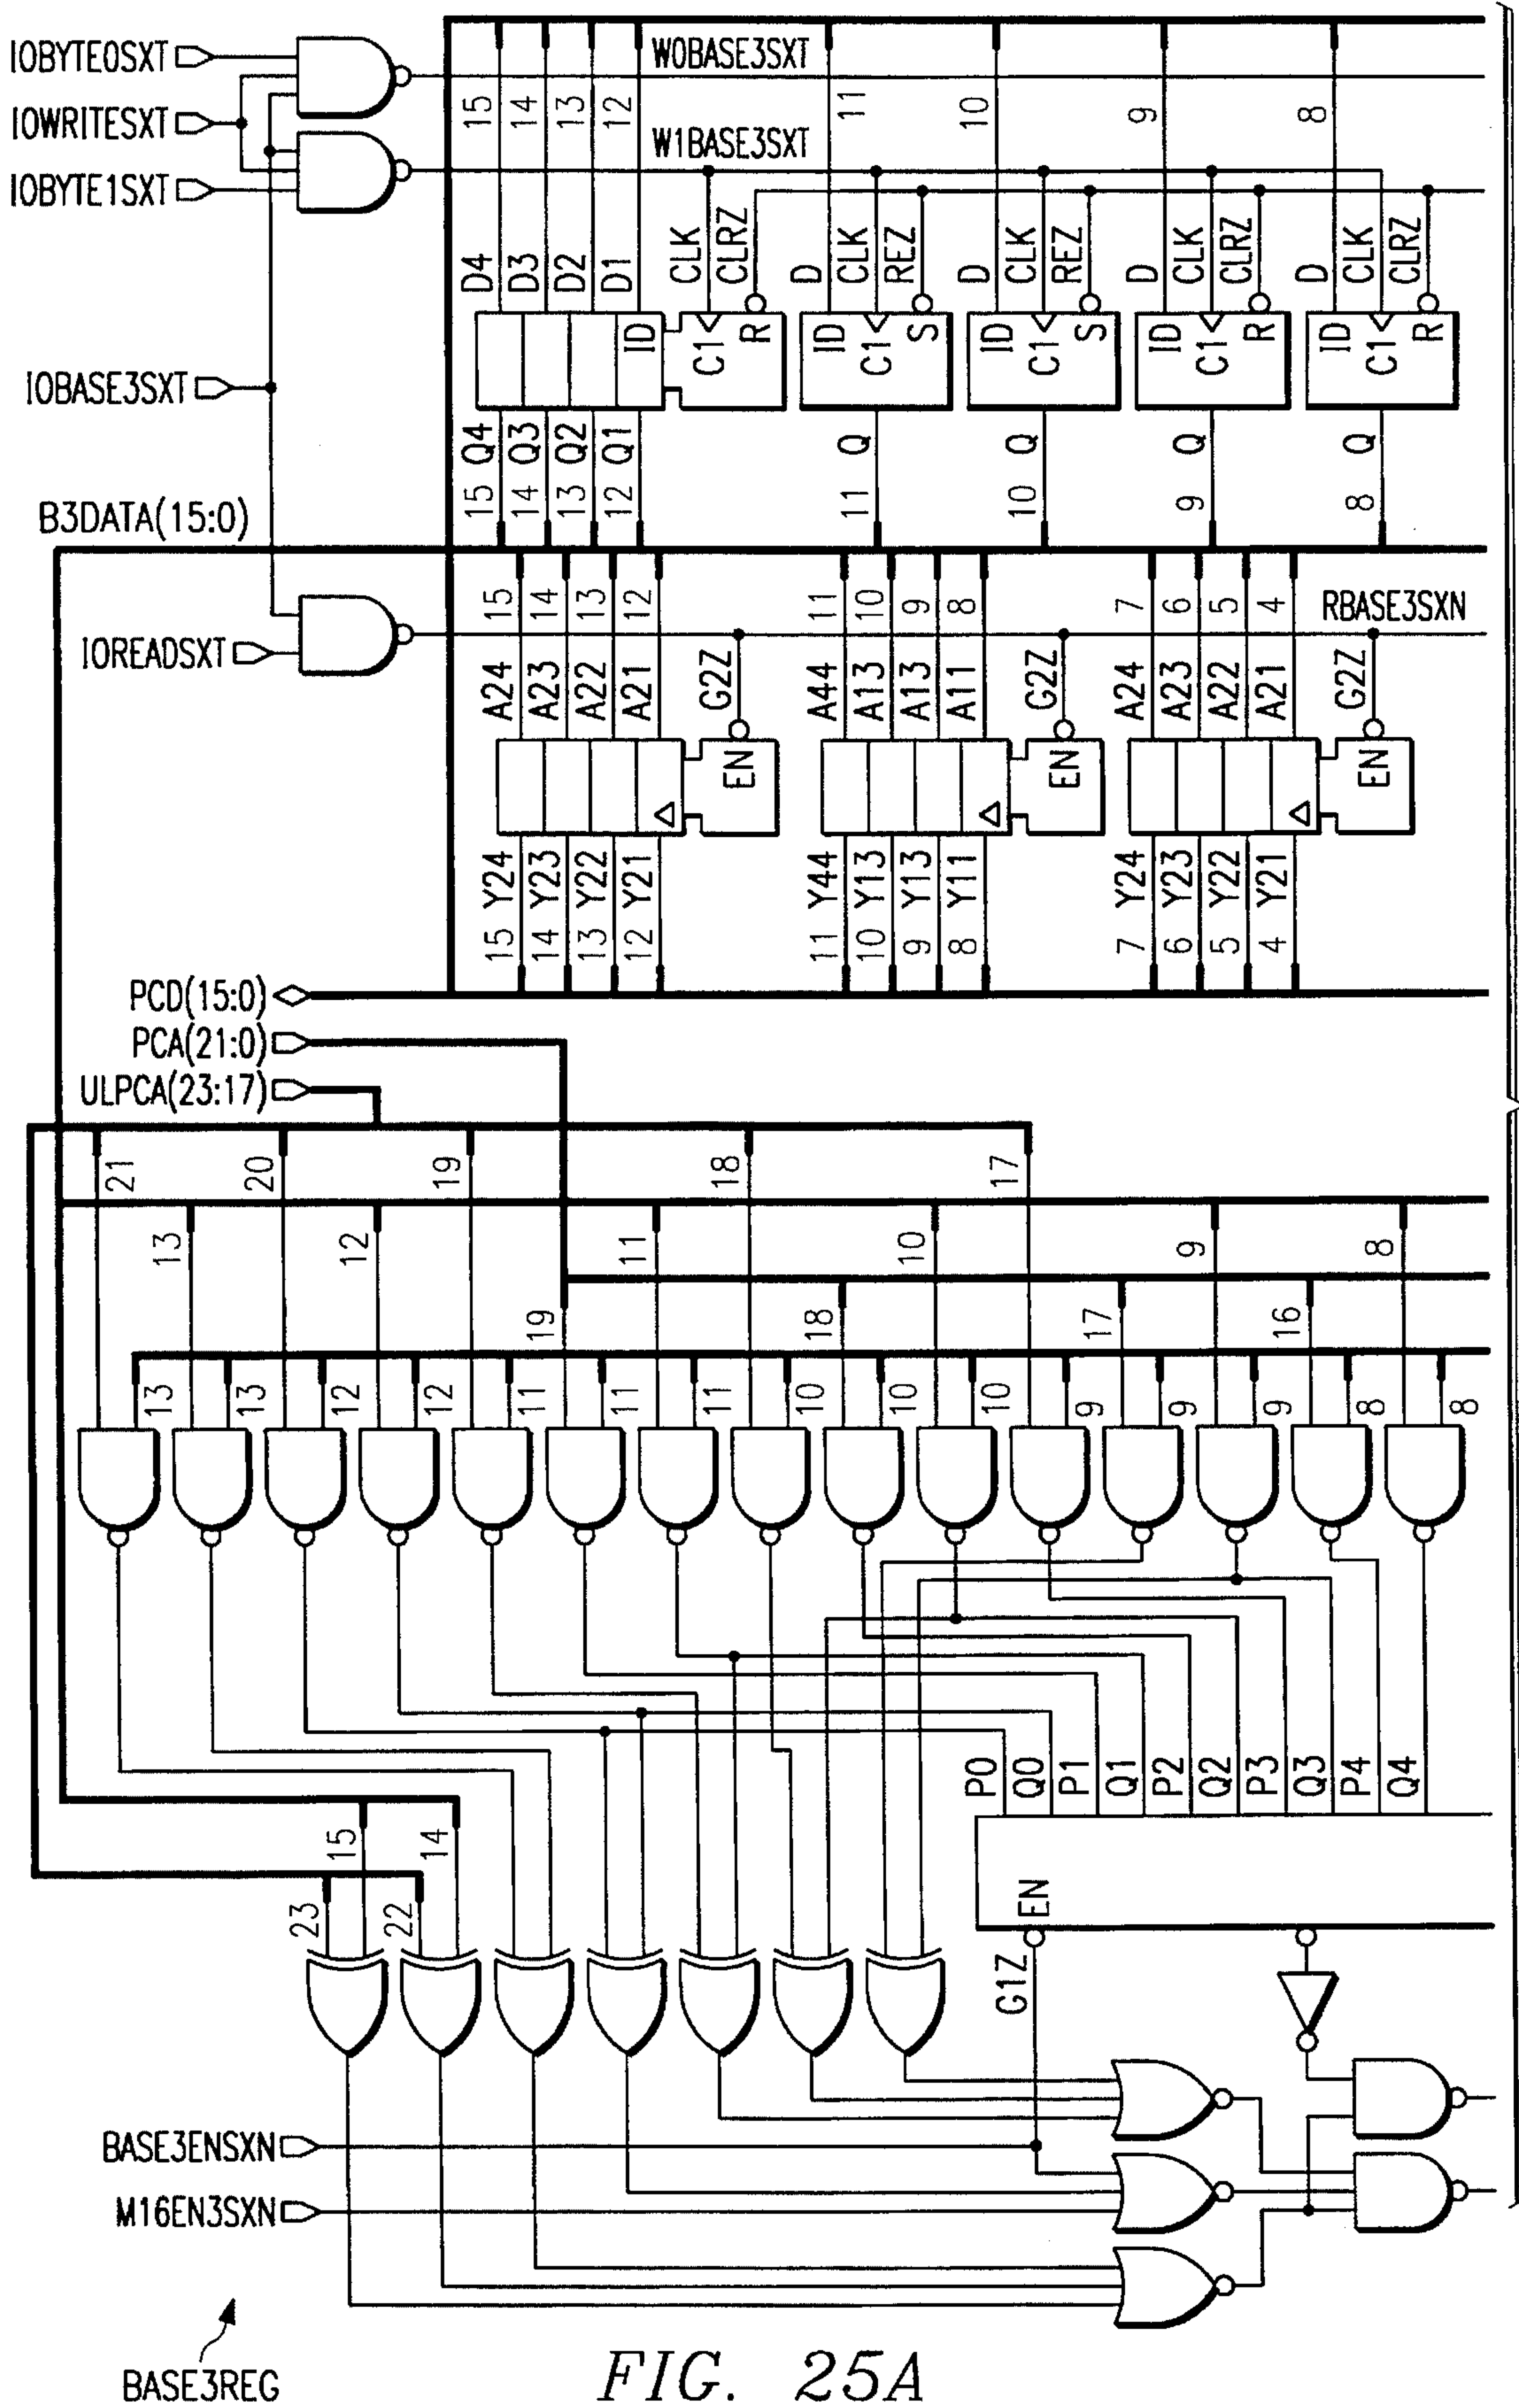 IOBYTE0SXT
IOWRITESXT
IOBYTE1SXT
W0BASE3SXT
15 14 13 12 11 10 9 8
W1BASE3SXT
D4 D3 D2 D1 CLK CLRZ D CLK REZ D CLK REZ D CLK CLRZ D CLK CLRZ
ID C1 R ID C1 S ID C1 S ID C1 R ID C1 R
IOBASE3SXT
Q4 Q3 Q2 Q1 Q Q Q Q
15 14 13 12 11 10 9 8
B3DATA(15:0)
15 14 13 12 11 10 9 8 7 6 5 4
RBASE3SXN
IOREADSXT
A24 A23 A22 A21 G2Z A44 A13 A13 A11 G2Z A24 A23 A22 A21 G2Z
EN EN EN
Y24 Y23 Y22 Y21 Y44 Y13 Y13 Y11 Y24 Y23 Y22 Y21
15 14 13 12 11 10 9 8 7 6 5 4
PCD(15:0)
PCA(21:0)
ULPCA(23:17)
21 20 19 18 17
13 12 11 10 9 8
19 18 17 16
13 13 12 12 11 11 11 10 10 10 9 9 9 8 8
P0 Q0 P1 Q1 P2 Q2 P3 Q3 P4 Q4
15 14
23 22
EN
G1Z
BASE3ENSXN
M16EN3SXN
BASE3REG
FIG. 25A